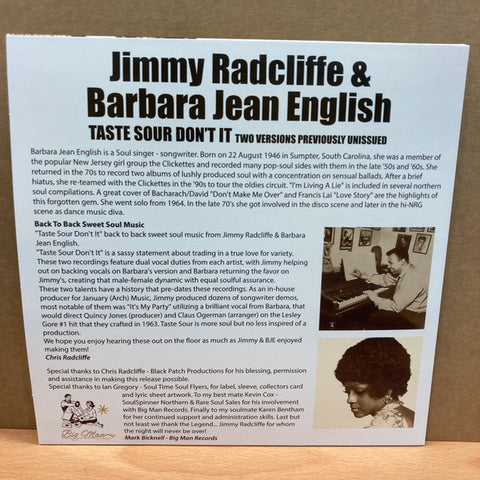 Jimmy Radcliffe &
Barbara Jean English
TASTE SOUR DON'T IT TWO VERSIONS PREVIOUSLY UNISSUED
Barbara Jean English is a Soul singer - songwriter. Born on 22 August 1946 in Sumpter, South Carolina, she was a member of
the popular New Jersey girl group the Clickettes and recorded many pop-soul sides with them in the late '50s and '60s. She
returned in the 70s to record two albums of lushly produced soul with a concentration on sensual ballads. After a brief
hiatus, she re-teamed with the Clickettes in the '90s to tour the oldies circuit. "I'm Living A Lie" is included in several northern
soul compilations. A great cover of Bacharach/David "Don't Make Me Over" and Francis Lai "Love Story" are the highlights of
this forgotten gem. She went solo from 1964. In the late 70's she got involved in the disco scene and later in the hi-NRG
scene as dance music diva.
Back To Back Sweet Soul Music
"Taste Sour Don't It" back to back sweet soul music from Jimmy Radcliffe & Barbara
Jean English.
"Taste Sour Don't It" is a sassy statement about trading in a true love for variety.
These two recordings feature dual vocal duties from each artist, with Jimmy helping
out on backing vocals on Barbara's version and Barbara returning the favor on
Jimmy's, creating that male-female dynamic with equal soulful assurance.
These two talents have a history that pre-dates these recordings. As an in-house
producer for January (Arch) Music, Jimmy produced dozens of songwriter demos,
most notable of them was "It's My Party" utilizing a brilliant vocal from Barbara, that
would direct Quincy Jones (producer) and Claus Ogerman (arranger) on the Lesley
Gore #1 hit that they crafted in 1963. Taste Sour is more soul but no less inspired of a
production.
We hope you enjoy hearing these out on the floor as much as Jimmy & BJE enjoyed
making them!
Chris Radcliffe
Special thanks to Chris Radcliffe - Black Patch Productions for his blessing, permission
and assistance in making this release possible.
Special thanks to Ian Gregory - Soul Time Soul Flyers, for label, sleeve, collectors card
and lyric sheet artwork. To my best mate Kevin Cox -
SoulSpinner Northern & Rare Soul Sales for his involvement
with Big Man Records. Finally to my soulmate Karen Bentham
for her continued support and administration skills. Last but
not least we thank the Legend... Jimmy Radcliffe for whom
the night will never be over!
Mark Bicknell - Big Man Records
Big Man